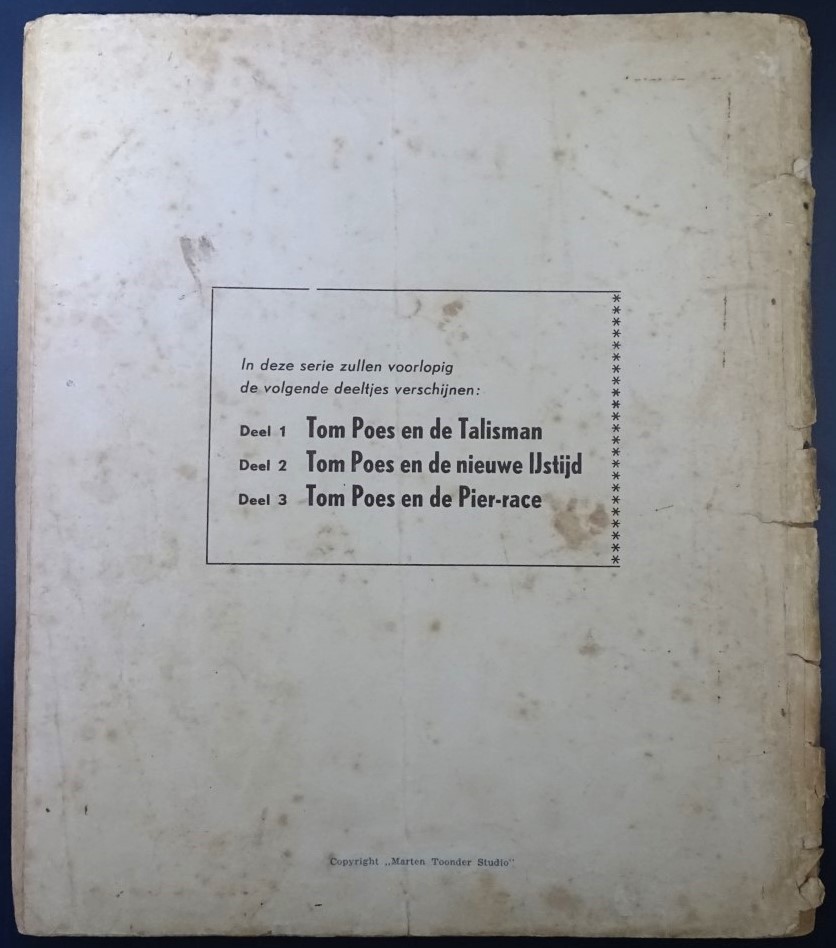 In deze serie zullen voorlopig
de volgende deeltjes verschijnen:
Deel 1 Tom Poes en de Talisman
Deel 2 Tom Poes en de nieuwe IJstijd
Deel 3 Tom Poes en de Pier-race
Copyright „Marten Toonder Studio"